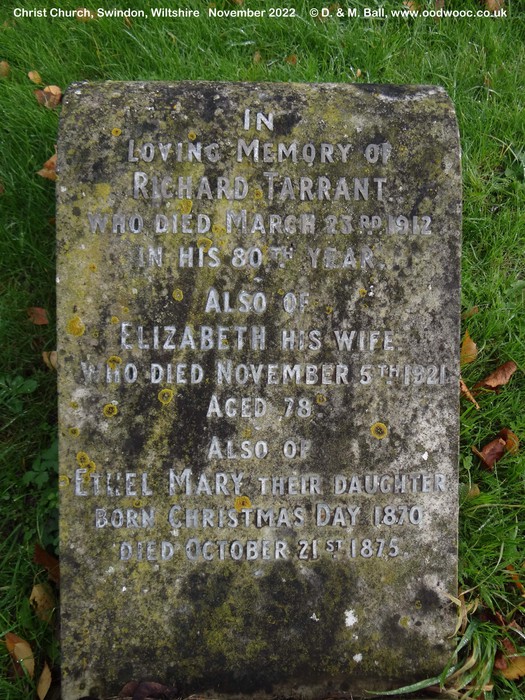 Christ Church, Swindon, Wiltshire November 2022 © D. & M. Ball, www.oodwooc.co.uk
IN
LOVING MEMORY OF
RICHARD TARRANT
WHO DIED MARCH 23RD 1912
IN HIS 80TH YEAR.
ALSO OF
ELIZABETH HIS WIFE
WHO DIED NOVEMBER 5TH 1921
AGED 78.
ALSO OF
ETHEL MARY THEIR DAUGHTER
BORN CHRISTMAS DAY 1870
DIED OCTOBER 21ST 1875.